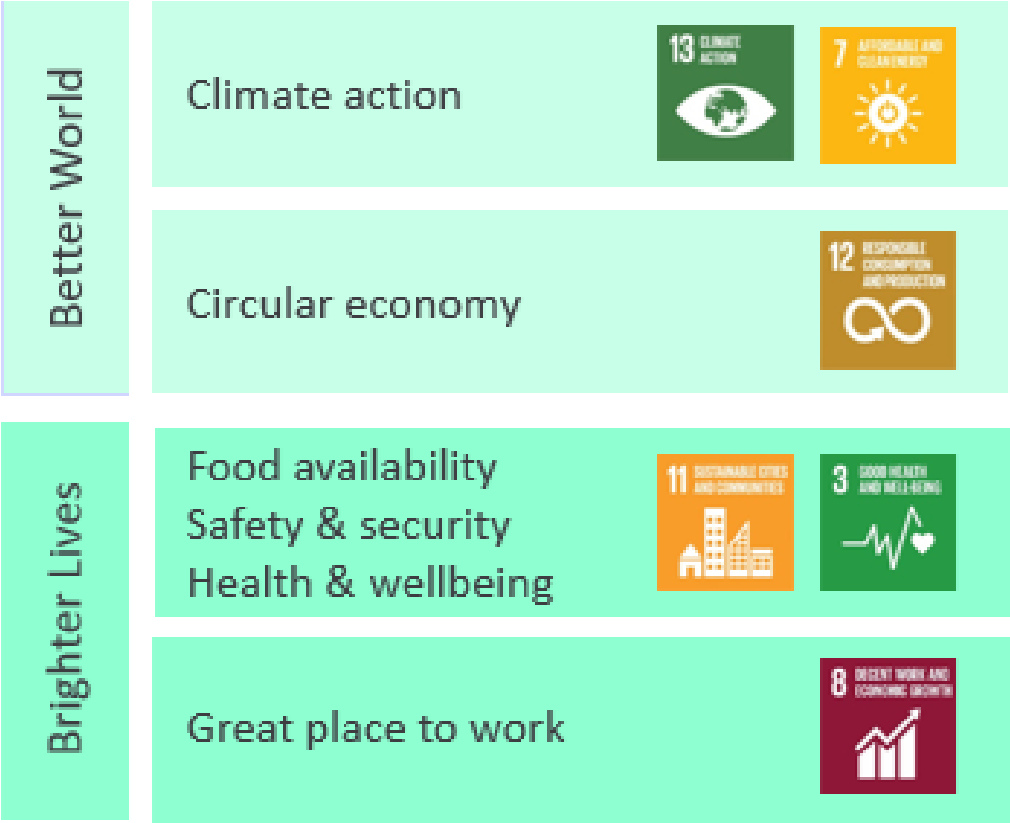 Better World
Climate action
13 CLIMATE
ACTION
7 AFFORDABLE AND
CLEAN ENERGY
Circular economy
12 RESPONSIBLE
CONSUMPTION
AND PRODUCTION
Brighter Lives
Food availability
Safety & security
Health & wellbeing
11 SUSTAINABLE CITIES
AND COMMUNITIES
3 GOOD HEALTH
AND WELL-BEING
Great place to work
8 DECENT WORK AND
ECONOMIC GROWTH